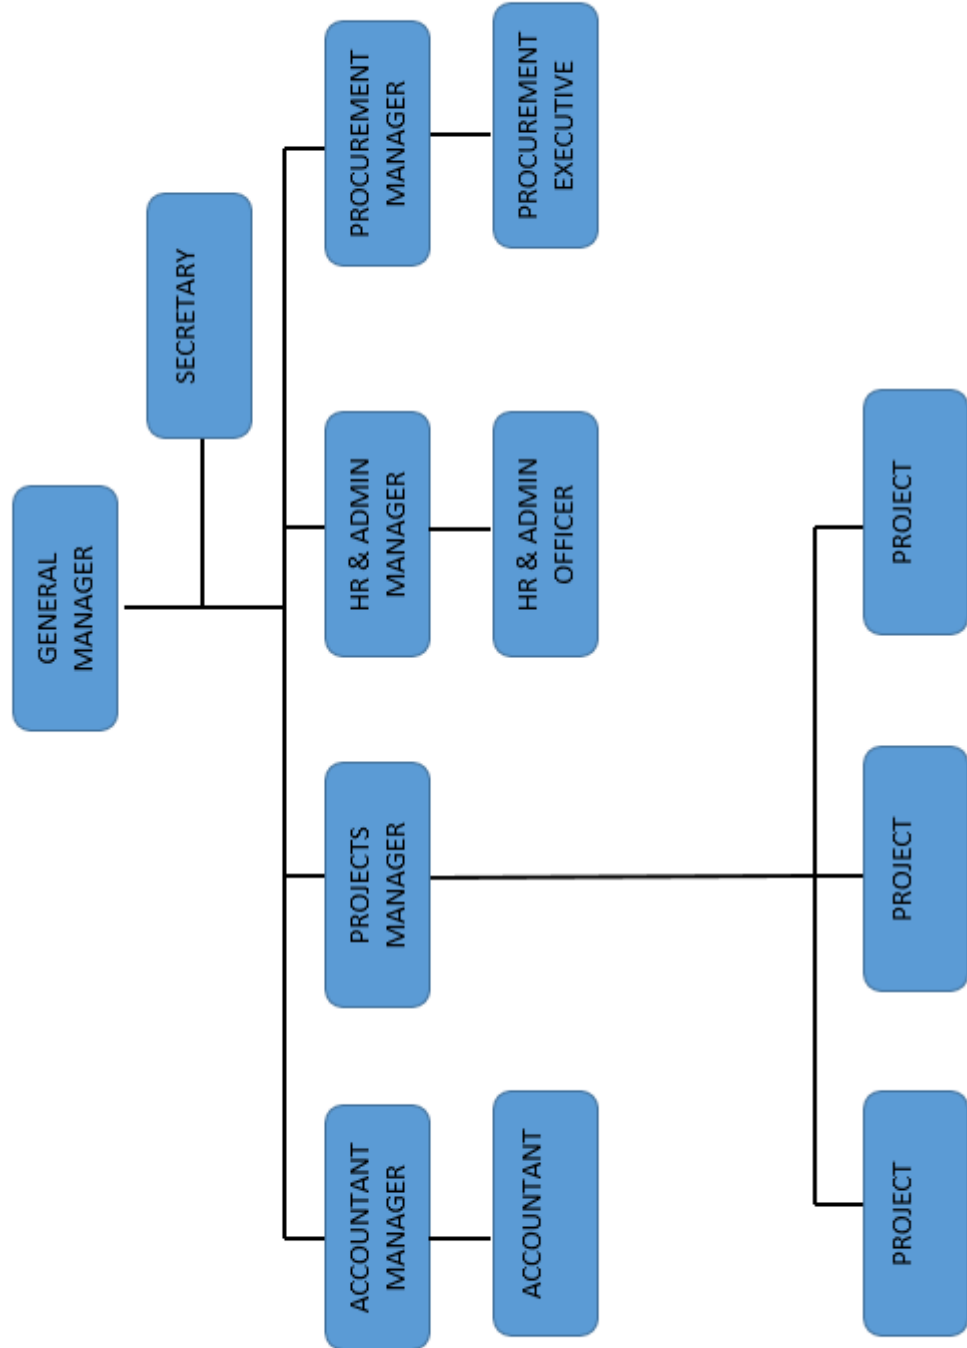 GENERAL
MANAGER
SECRETARY
ACCOUNTANT
MANAGER
PROJECTS
MANAGER
HR & ADMIN
MANAGER
PROCUREMENT
MANAGER
ACCOUNTANT
HR & ADMIN
OFFICER
PROCUREMENT
EXECUTIVE
PROJECT
PROJECT
PROJECT